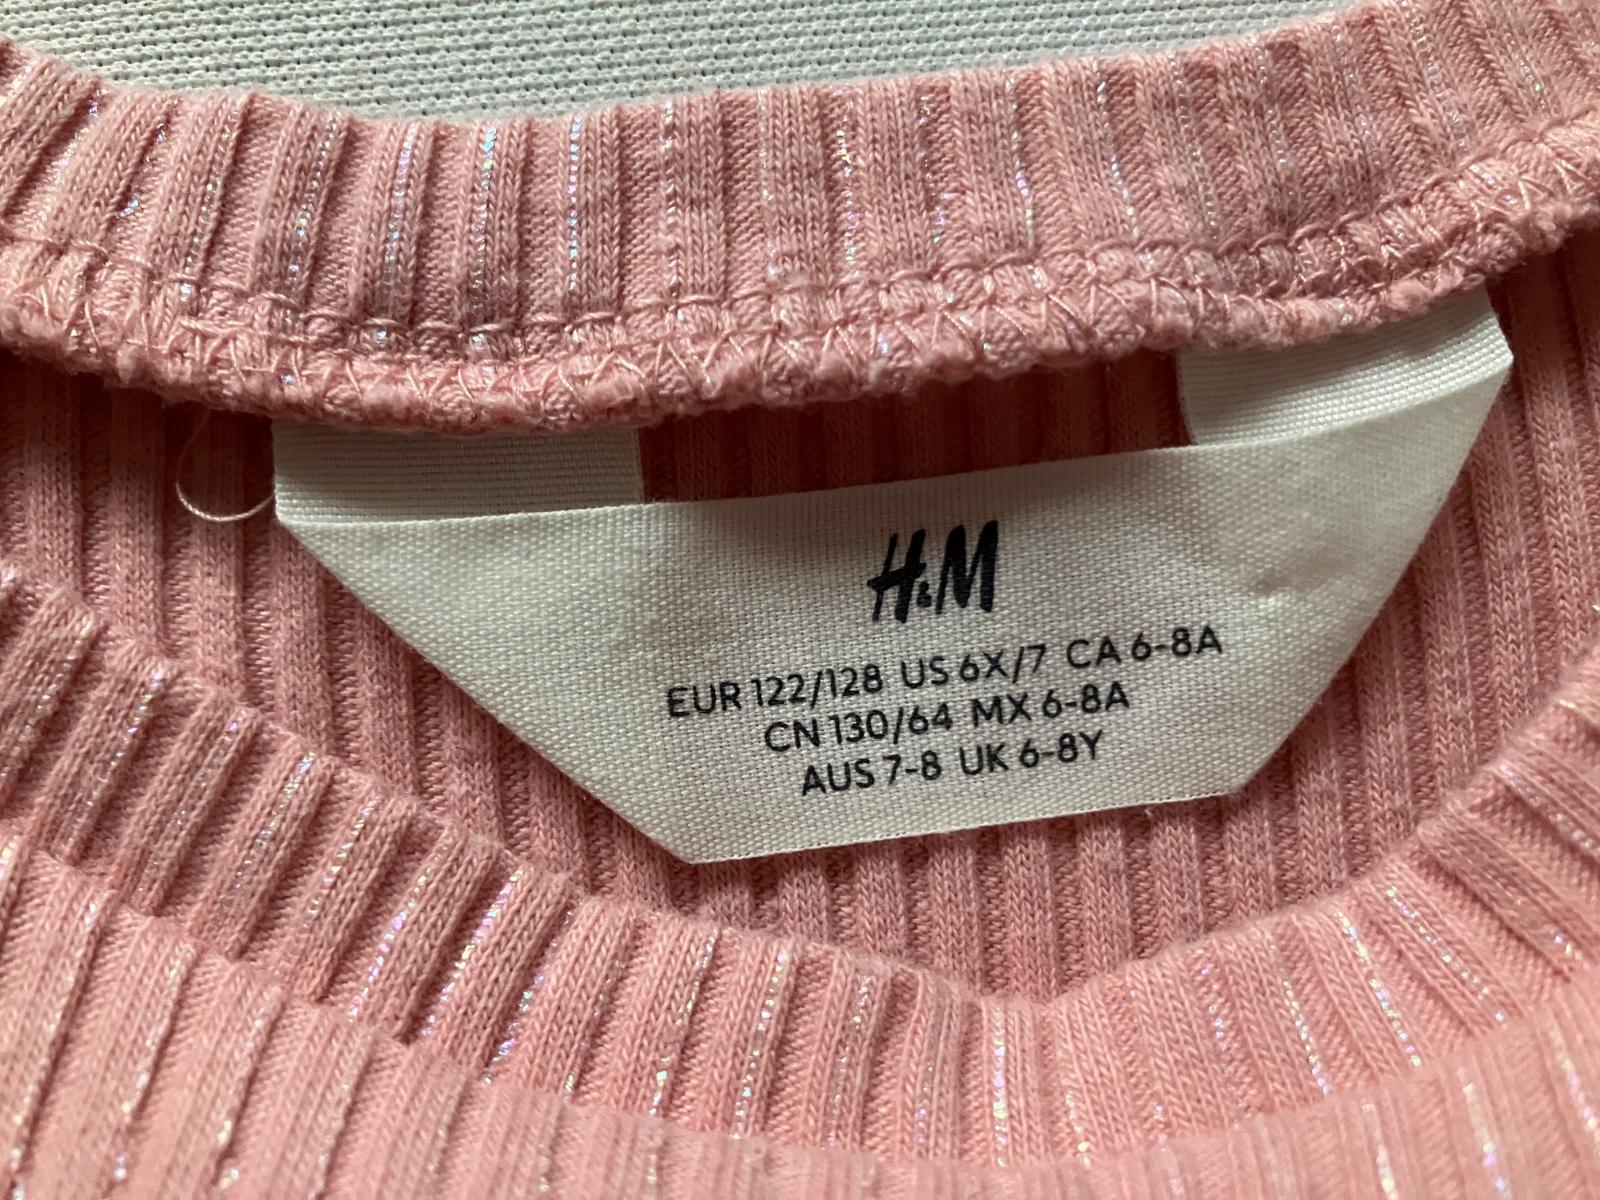 H&M
EUR 122/128 US 6X/7 CA 6-8A
CN 130/64 MX 6-8A
AUS 7-8 UK 6-8Y